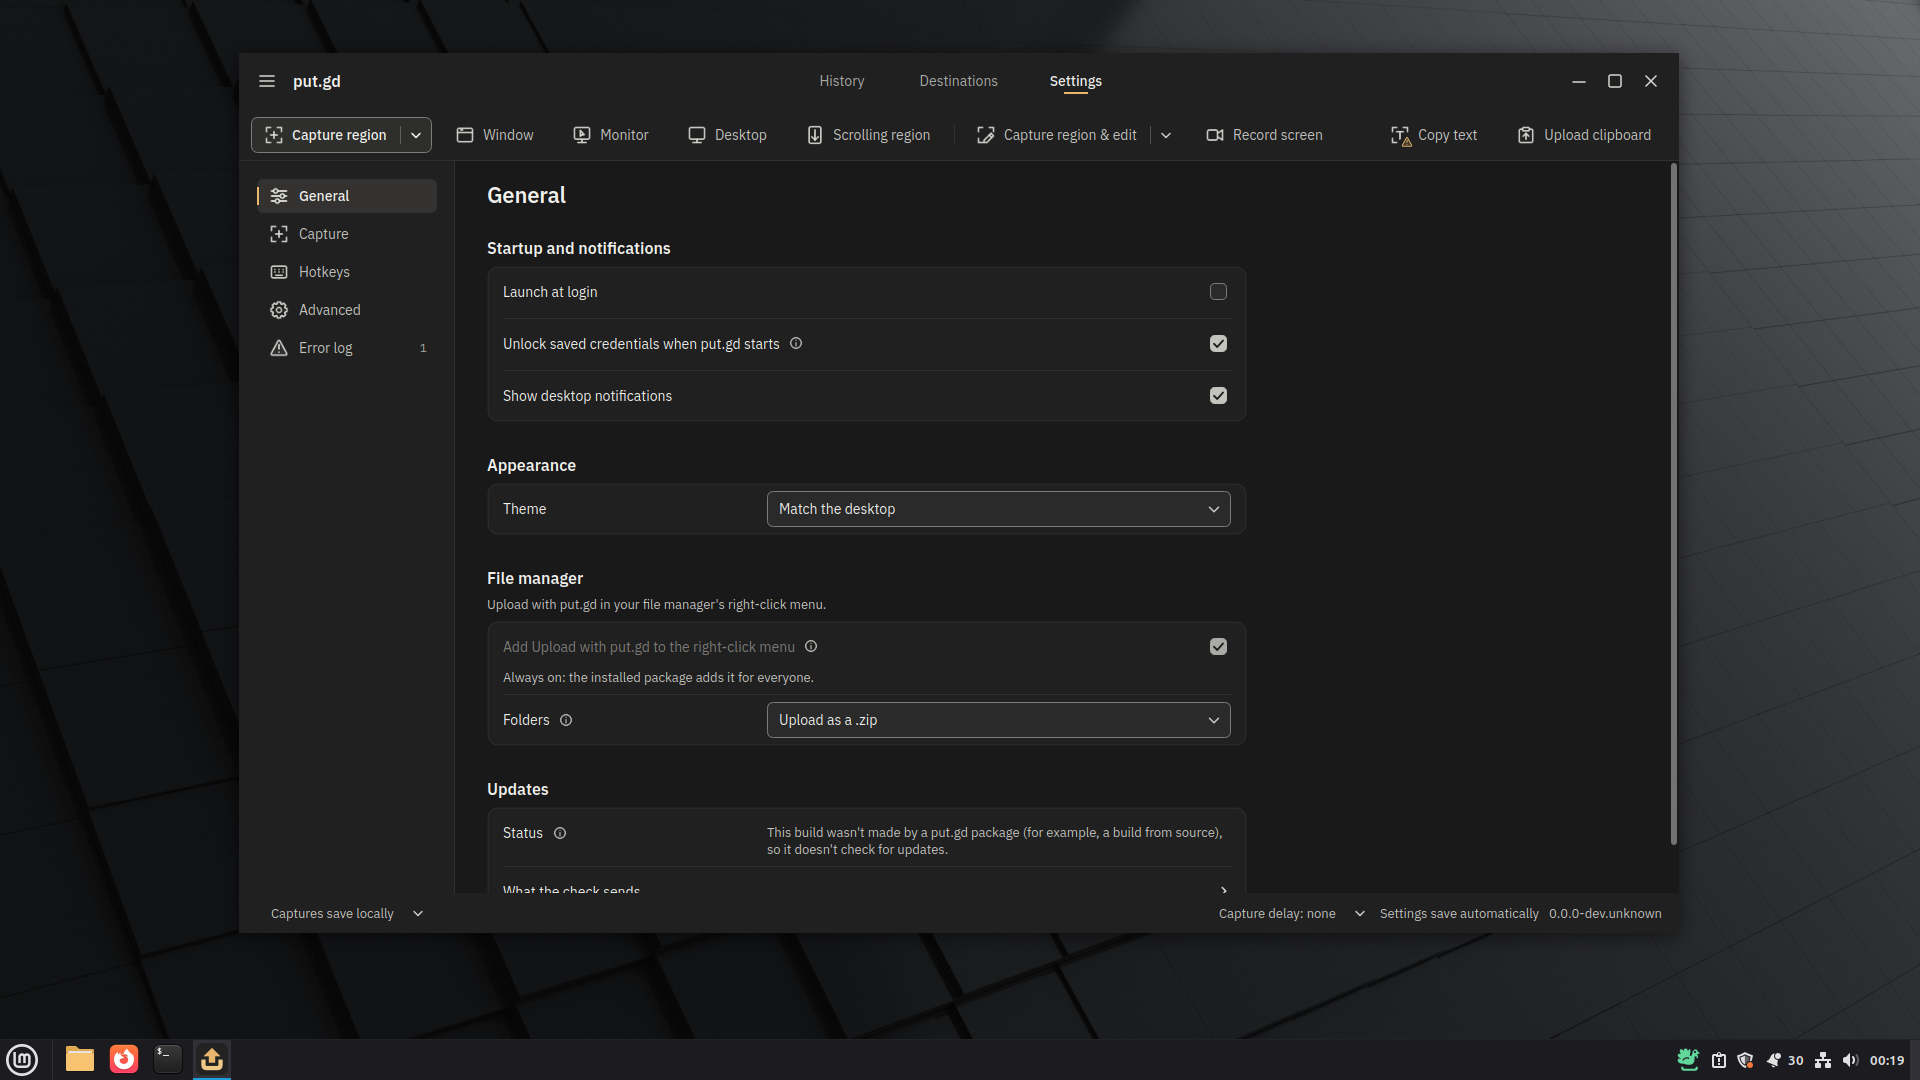 put.gd
History
Destinations
Settings
Capture region
Window
Monitor
Desktop
Scrolling region
Capture region & edit
Record screen
Copy text
Upload clipboard
General
Capture
Hotkeys
Advanced
Error log 1
General
Startup and notifications
Launch at login
Unlock saved credentials when put.gd starts
Show desktop notifications
Appearance
Theme
Match the desktop
File manager
Upload with put.gd in your file manager's right-click menu.
Add Upload with put.gd to the right-click menu
Always on: the installed package adds it for everyone.
Folders
Upload as a .zip
Updates
Status
This build wasn't made by a put.gd package (for example, a build from source),
so it doesn't check for updates.
What the check sends
Captures save locally
Capture delay: none
Settings save automatically
0.0.0-dev.unknown
30
00:19